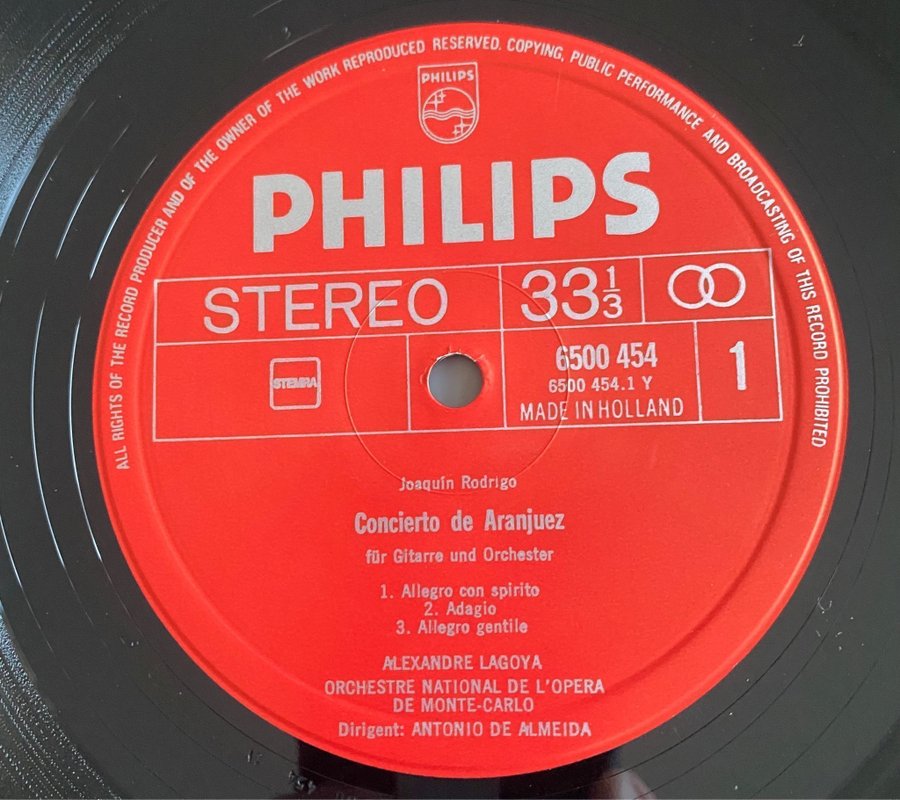 ALL RIGHTS OF THE RECORD PRODUCER AND OF THE OWNER OF THE WORK REPRODUCED RESERVED. COPYING, PUBLIC PERFORMANCE AND BROADCASTING OF THIS RECORD PROHIBITED
PHILIPS
PHILIPS
STEREO 33 1/3
STEMRA
6500 454
6500 454.1 Y
MADE IN HOLLAND
1
Joaquín Rodrigo
Concierto de Aranjuez
für Gitarre und Orchester
1. Allegro con spirito
2. Adagio
3. Allegro gentile
ALEXANDRE LAGOYA
ORCHESTRE NATIONAL DE L'OPERA
DE MONTE-CARLO
Dirigent: ANTONIO DE ALMEIDA